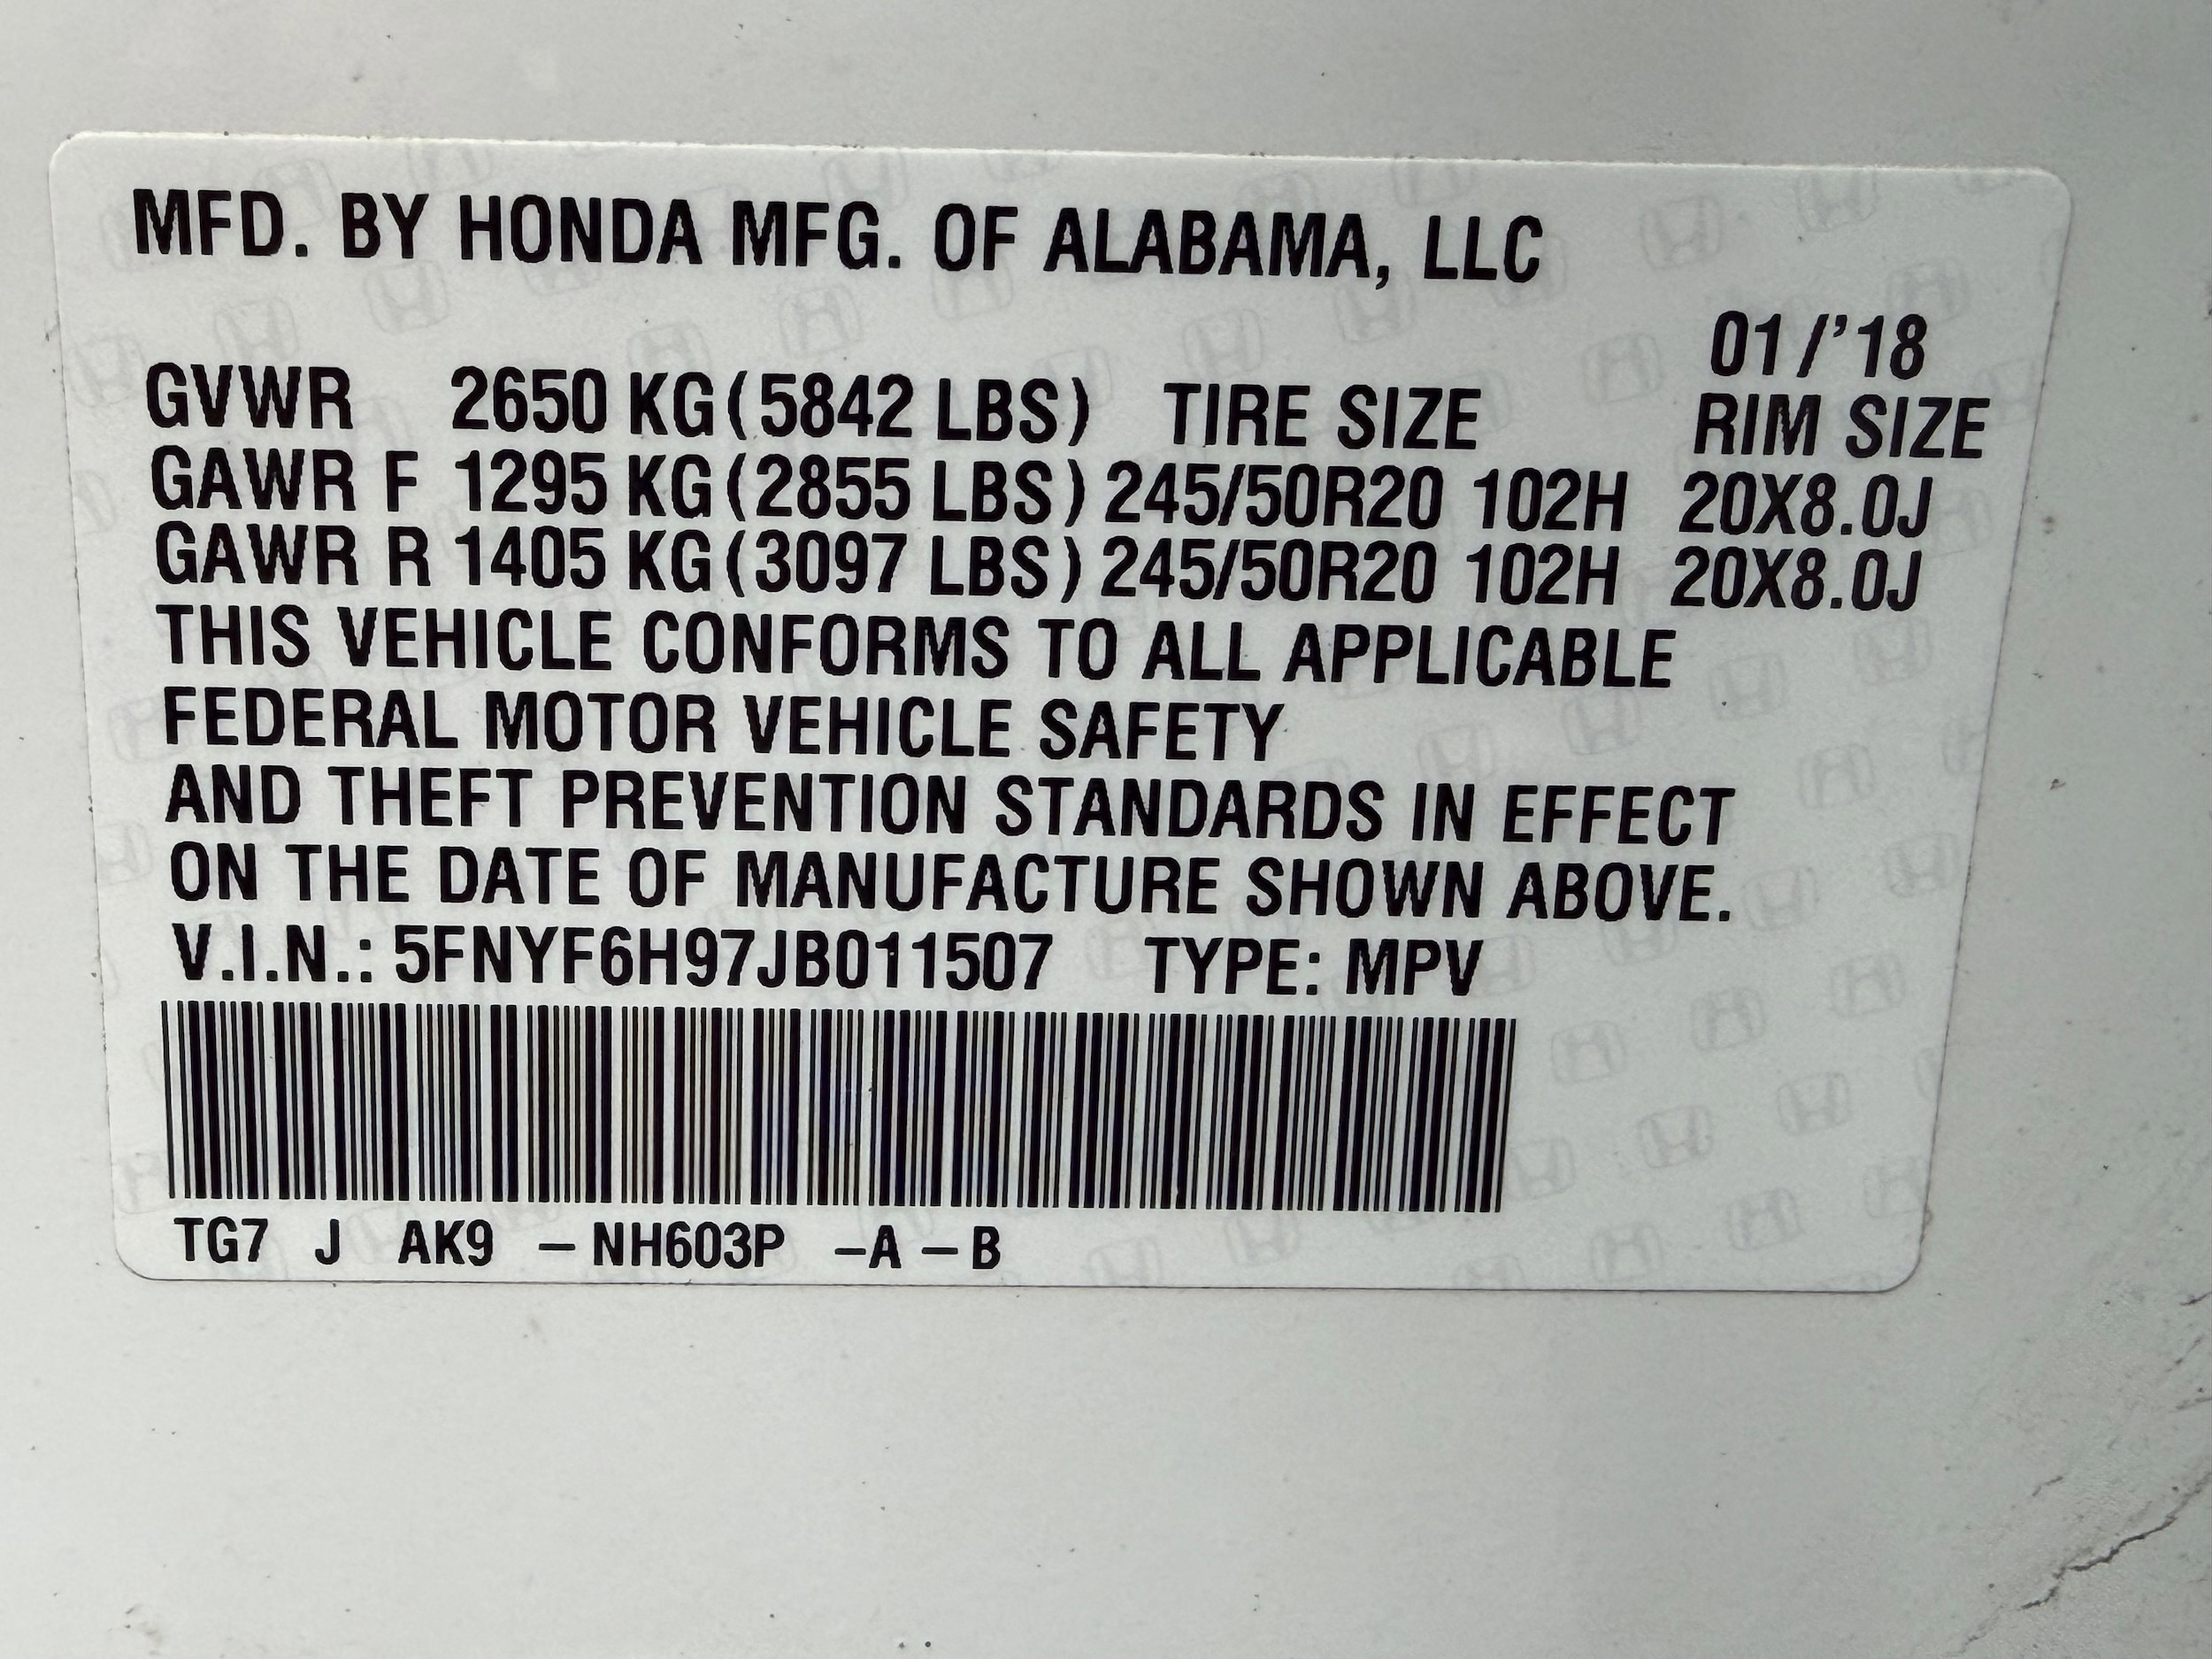 MFD. BY HONDA MFG. OF ALABAMA, LLC
01/'18
GVWR 2650 KG(5842 LBS) TIRE SIZE RIM SIZE
GAWR F 1295 KG(2855 LBS) 245/50R20 102H 20X8.0J
GAWR R 1405 KG(3097 LBS) 245/50R20 102H 20X8.0J
THIS VEHICLE CONFORMS TO ALL APPLICABLE
FEDERAL MOTOR VEHICLE SAFETY
AND THEFT PREVENTION STANDARDS IN EFFECT
ON THE DATE OF MANUFACTURE SHOWN ABOVE.
V.I.N.: 5FNYF6H97JB011507 TYPE: MPV
TG7 J AK9 – NH603P –A – B